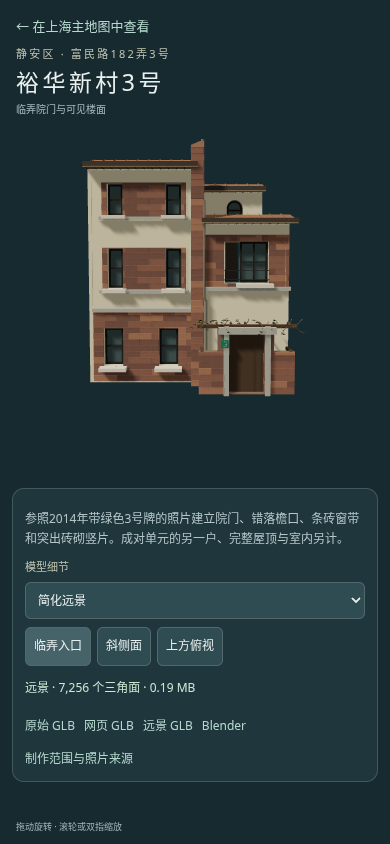 ← 在上海主地图中查看
静安区 · 富民路182弄3号
裕华新村3号
临弄院门与可见楼面
参照2014年带绿色3号牌的照片建立院门、错落檐口、条砖窗带
和突出砖砌竖片。成对单元的另一户、完整屋顶与室内另计。
模型细节
简化远景
临弄入口 斜侧面 上方俯视
远景 · 7,256 个三角面 · 0.19 MB
原始 GLB 网页 GLB 远景 GLB Blender
制作范围与照片来源
拖动旋转 · 滚轮或双指缩放